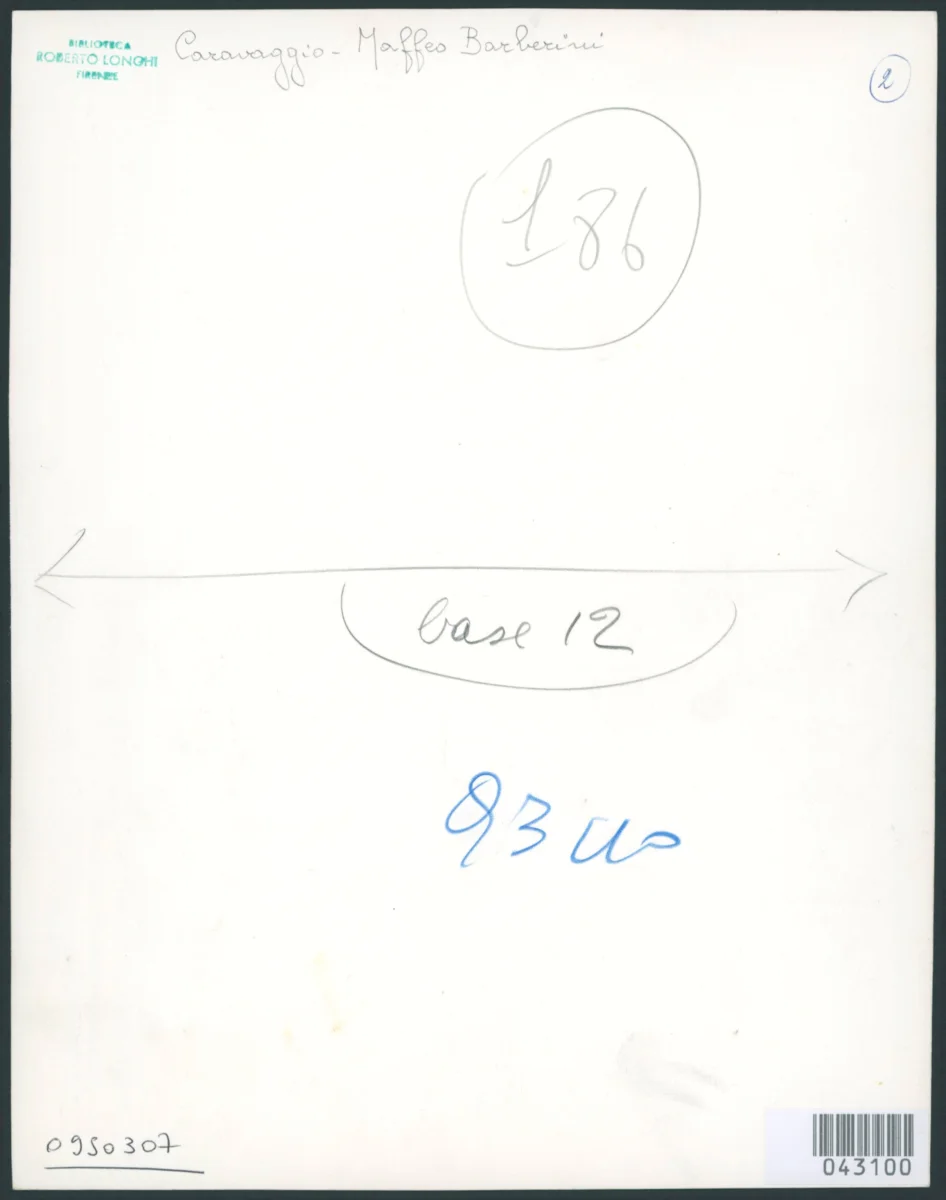 BIBLIOTECA
ROBERTO LONGHI
FIRENZE
Caravaggio - Maffeo Barberini
2
186
base 12
93
0950307
043100